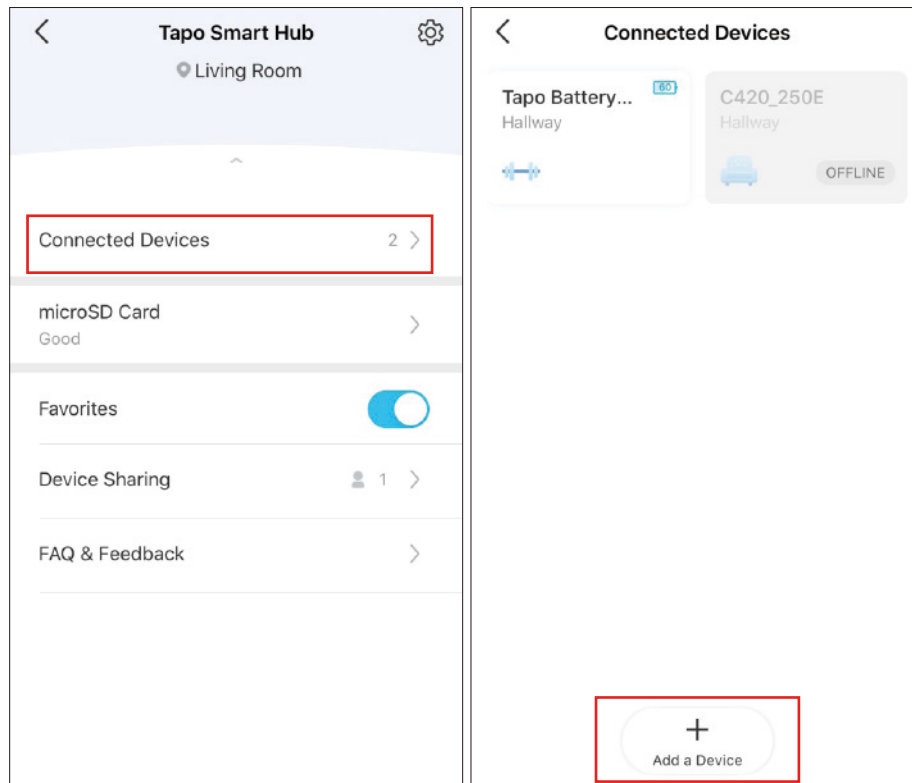 Tapo Smart Hub
Living Room
Connected Devices 2
microSD Card
Good
Favorites
Device Sharing 1
FAQ & Feedback
Connected Devices
Tapo Battery... 60
Hallway
C420_250E
Hallway
OFFLINE
Add a Device